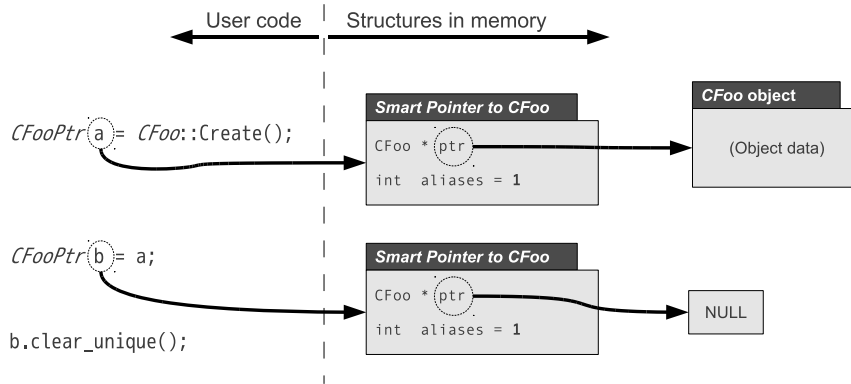 User code
Structures in memory
CFooPtr a = CFoo::Create();
Smart Pointer to CFoo
CFoo * ptr
int aliases = 1
CFoo object
(Object data)
CFooPtr b = a;
b.clear_unique();
Smart Pointer to CFoo
CFoo * ptr
int aliases = 1
NULL